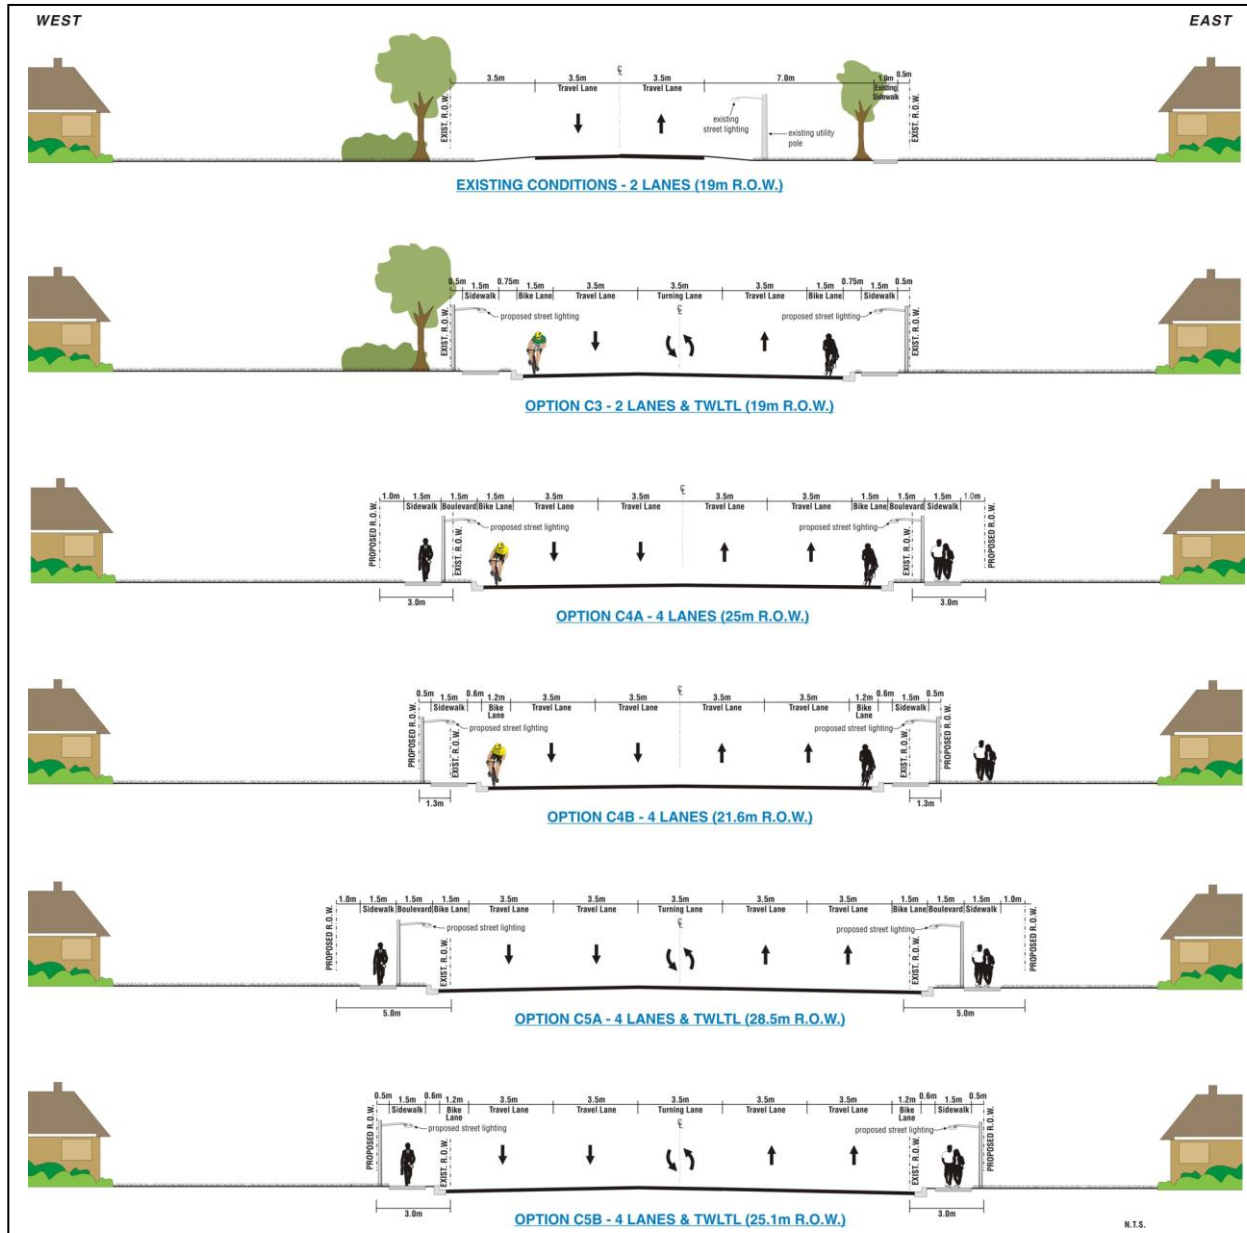 WEST
EAST
3.5m 3.5m 3.5m 7.0m 1.0m 0.5m
Travel Lane Travel Lane Existing Sidewalk
℄
EXIST. R.O.W. EXIST. R.O.W.
existing street lighting
existing utility pole
EXISTING CONDITIONS - 2 LANES (19m R.O.W.)
0.5m 1.5m 0.75m 1.5m 3.5m 3.5m 3.5m 1.5m 0.75m 1.5m 0.5m
Sidewalk Bike Lane Travel Lane Turning Lane Travel Lane Bike Lane Sidewalk
℄
proposed street lighting proposed street lighting
EXIST. R.O.W. EXIST. R.O.W.
OPTION C3 - 2 LANES & TWLTL (19m R.O.W.)
℄
1.0m 1.5m 1.5m 1.5m 3.5m 3.5m 3.5m 3.5m 1.5m 1.5m 1.5m 1.0m
Sidewalk Boulevard Bike Lane Travel Lane Travel Lane Travel Lane Travel Lane Bike Lane Boulevard Sidewalk
proposed street lighting proposed street lighting
PROPOSED R.O.W. EXIST. R.O.W. EXIST. R.O.W. PROPOSED R.O.W.
3.0m 3.0m
OPTION C4A - 4 LANES (25m R.O.W.)
℄
0.5m 1.5m 0.6m 1.2m 3.5m 3.5m 3.5m 3.5m 1.2m 0.6m 1.5m 0.5m
Sidewalk Bike Lane Travel Lane Travel Lane Travel Lane Travel Lane Bike Lane Sidewalk
proposed street lighting proposed street lighting
PROPOSED R.O.W. EXIST. R.O.W. EXIST. R.O.W. PROPOSED R.O.W.
1.3m 1.3m
OPTION C4B - 4 LANES (21.6m R.O.W.)
1.0m 1.5m 1.5m 1.5m 3.5m 3.5m 3.5m 3.5m 3.5m 1.5m 1.5m 1.5m 1.0m
Sidewalk Boulevard Bike Lane Travel Lane Travel Lane Turning Lane Travel Lane Travel Lane Bike Lane Boulevard Sidewalk
℄
proposed street lighting proposed street lighting
PROPOSED R.O.W. EXIST. R.O.W. EXIST. R.O.W. PROPOSED R.O.W.
5.0m 5.0m
OPTION C5A - 4 LANES & TWLTL (28.5m R.O.W.)
0.5m 1.5m 0.6m 1.2m 3.5m 3.5m 3.5m 3.5m 3.5m 1.2m 0.6m 1.5m 0.5m
Sidewalk Bike Lane Travel Lane Travel Lane Turning Lane Travel Lane Travel Lane Bike Lane Sidewalk
℄
proposed street lighting proposed street lighting
PROPOSED R.O.W. EXIST. R.O.W. EXIST. R.O.W. PROPOSED R.O.W.
3.0m 3.0m
OPTION C5B - 4 LANES & TWLTL (25.1m R.O.W.)
N.T.S.